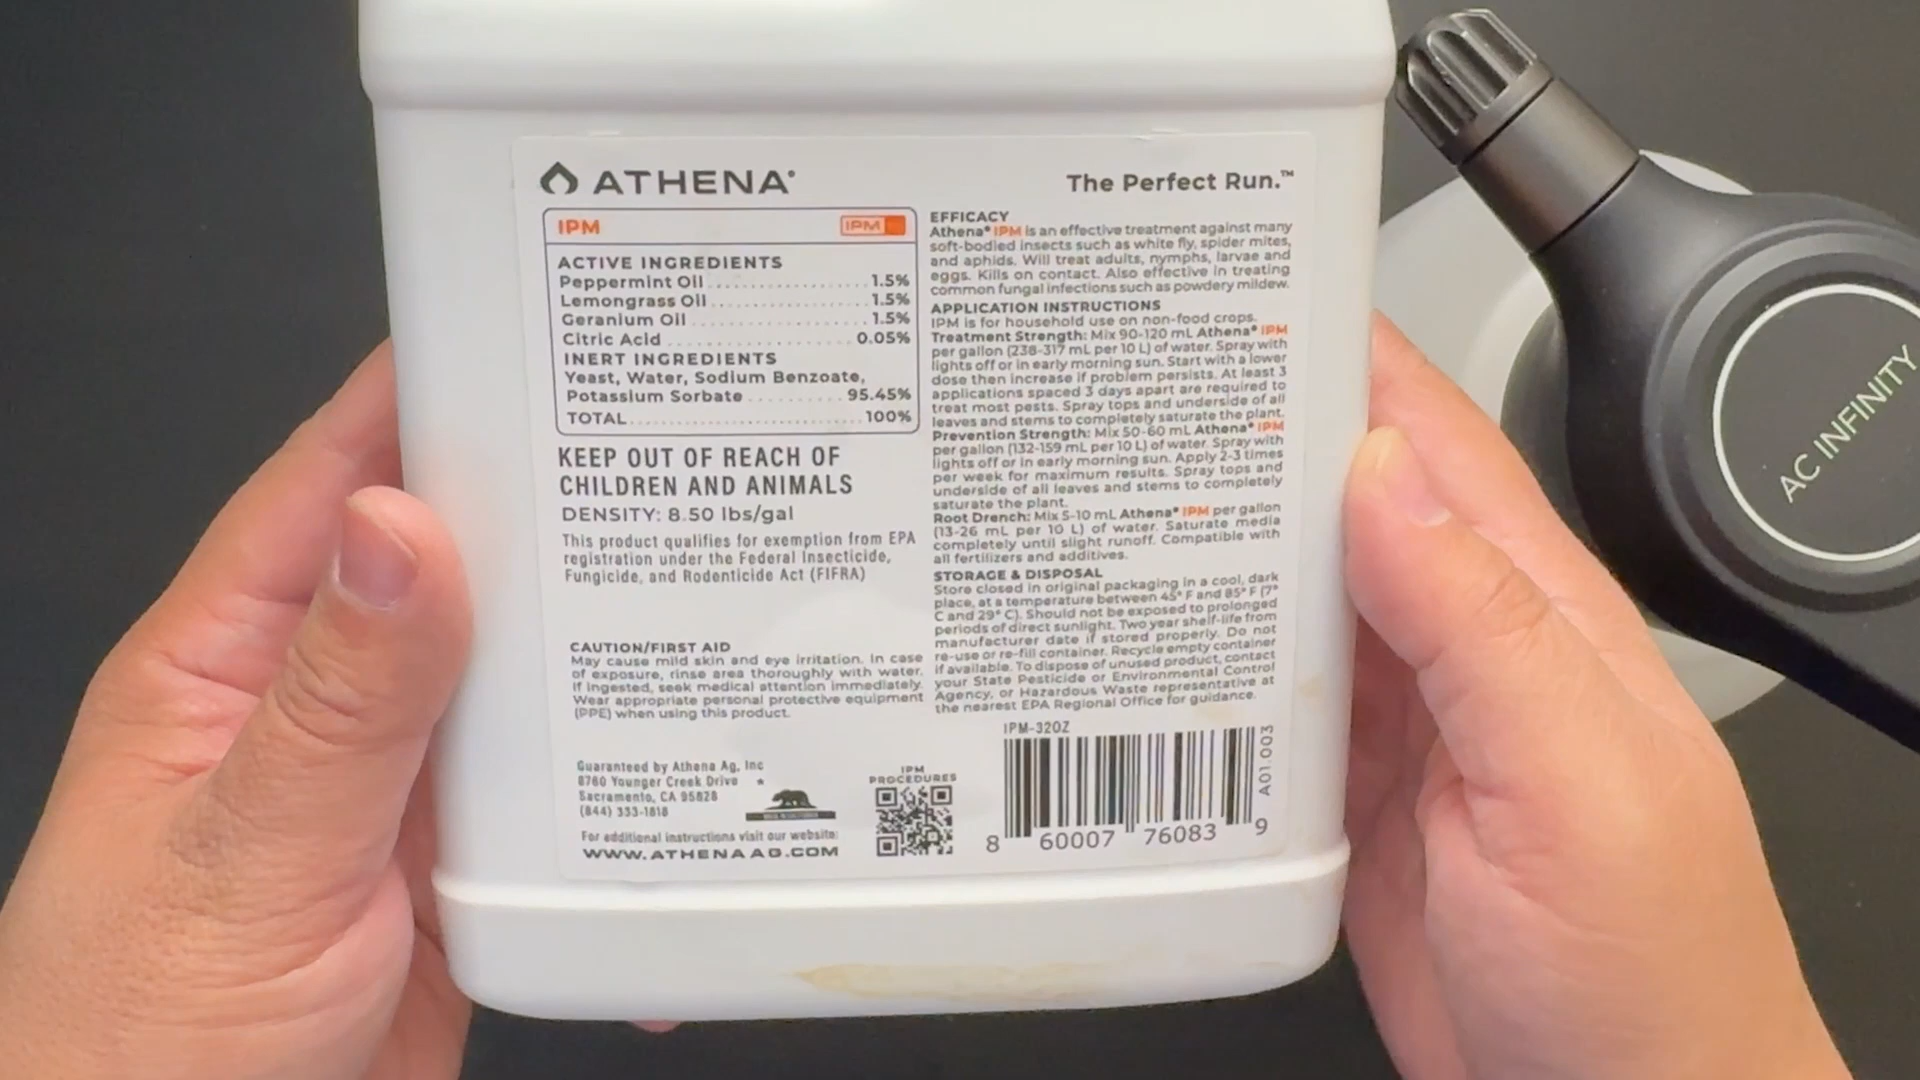 ATHENA®
The Perfect Run.™
IPM
IPM
ACTIVE INGREDIENTS
Peppermint Oil 1.5%
Lemongrass Oil 1.5%
Geranium Oil 1.5%
Citric Acid 0.05%
INERT INGREDIENTS
Yeast, Water, Sodium Benzoate,
Potassium Sorbate 95.45%
TOTAL 100%
KEEP OUT OF REACH OF
CHILDREN AND ANIMALS
DENSITY: 8.50 lbs/gal
This product qualifies for exemption from EPA
registration under the Federal Insecticide,
Fungicide, and Rodenticide Act (FIFRA)
CAUTION/FIRST AID
May cause mild skin and eye irritation. In case
of exposure, rinse area thoroughly with water.
If ingested, seek medical attention immediately.
Wear appropriate personal protective equipment
(PPE) when using this product.
Guaranteed by Athena Ag, Inc
8760 Younger Creek Drive
Sacramento, CA 95828
(844) 333-1818
For additional instructions visit our website:
WWW.ATHENAAG.COM
EFFICACY
Athena® IPM is an effective treatment against many
soft-bodied insects such as white fly, spider mites,
and aphids. Will treat adults, nymphs, larvae and
eggs. Kills on contact. Also effective in treating
common fungal infections such as powdery mildew.
APPLICATION INSTRUCTIONS
IPM is for household use on non-food crops.
Treatment Strength: Mix 90-120 mL Athena® IPM
per gallon (238-317 mL per 10 L) of water. Spray with
lights off or in early morning sun. Start with a lower
dose then increase if problem persists. At least 3
applications spaced 3 days apart are required to
treat most pests. Spray tops and underside of all
leaves and stems to completely saturate the plant.
Prevention Strength: Mix 50-60 mL Athena® IPM
per gallon (132-159 mL per 10 L) of water. Spray with
lights off or in early morning sun. Apply 2-3 times
per week for maximum results. Spray tops and
underside of all leaves and stems to completely
saturate the plant.
Root Drench: Mix 5-10 mL Athena® IPM per gallon
(13-26 mL per 10 L) of water. Saturate media
completely until slight runoff. Compatible with
all fertilizers and additives.
STORAGE & DISPOSAL
Store closed in original packaging in a cool, dark
place, at a temperature between 45° F and 85° F (7°
C and 29° C). Should not be exposed to prolonged
periods of direct sunlight. Two year shelf-life from
manufacturer date if stored properly. Do not
re-use or re-fill container. Recycle empty container
if available. To dispose of unused product, contact
your State Pesticide or Environmental Control
Agency, or Hazardous Waste representative at
the nearest EPA Regional Office for guidance.
IPM
PROCEDURES
IPM-32OZ
8 60007 76083 9
A01.003
AC INFINITY